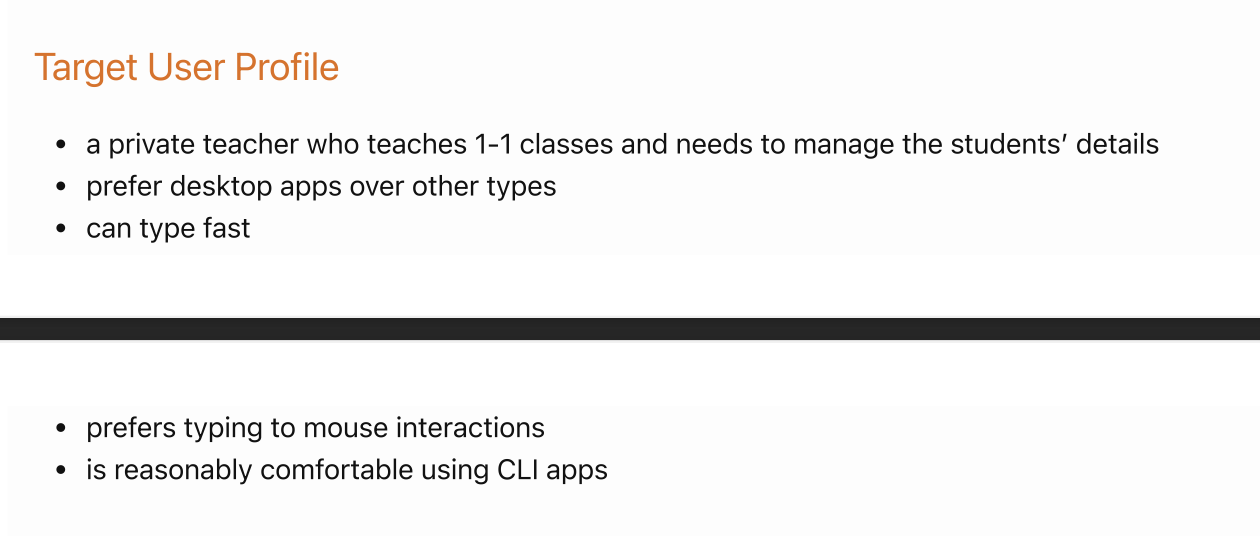 Target User Profile
• a private teacher who teaches 1-1 classes and needs to manage the students’ details
• prefer desktop apps over other types
• can type fast
• prefers typing to mouse interactions
• is reasonably comfortable using CLI apps